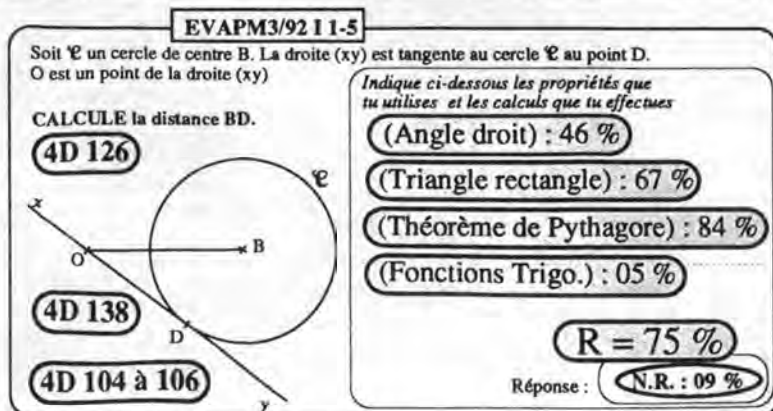 EVAPM3/92 I 1-5
Soit 𝒞 un cercle de centre B. La droite (xy) est tangente au cercle 𝒞 au point D.
O est un point de la droite (xy)
CALCULE la distance BD.
4D 126
𝒞
x
O
B
4D 138
D
4D 104 à 106
y
Indique ci-dessous les propriétés que
tu utilises et les calculs que tu effectues
(Angle droit) : 46 %
(Triangle rectangle) : 67 %
(Théorème de Pythagore) : 84 %
(Fonctions Trigo.) : 05 %
R = 75 %
Réponse : N.R. : 09 %